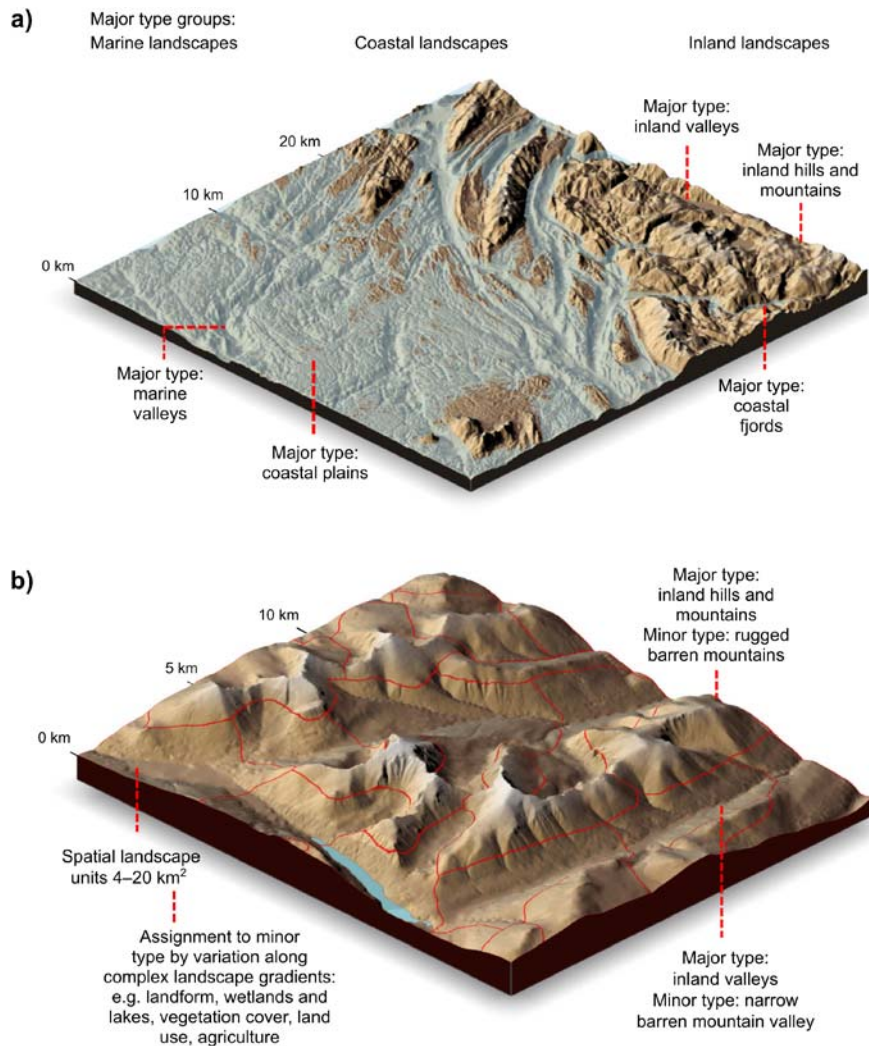 a)
Major type groups:
Marine landscapes
Coastal landscapes
Inland landscapes
Major type:
inland valleys
Major type:
inland hills and
mountains
20 km
10 km
0 km
Major type:
marine
valleys
Major type:
coastal plains
Major type:
coastal
fjords
b)
Major type:
inland hills and
mountains
Minor type: rugged
barren mountains
10 km
5 km
0 km
Spatial landscape
units 4–20 km²
Assignment to minor
type by variation along
complex landscape gradients:
e.g. landform, wetlands and
lakes, vegetation cover, land
use, agriculture
Major type:
inland valleys
Minor type: narrow
barren mountain valley